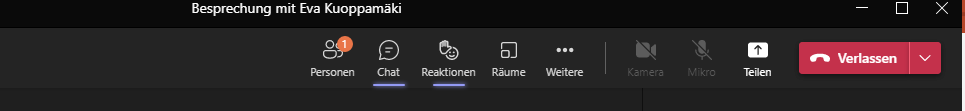 Besprechung mit Eva Kuoppamäki
1
Personen Chat Reaktionen Räume Weitere Kamera Mikro Teilen Verlassen